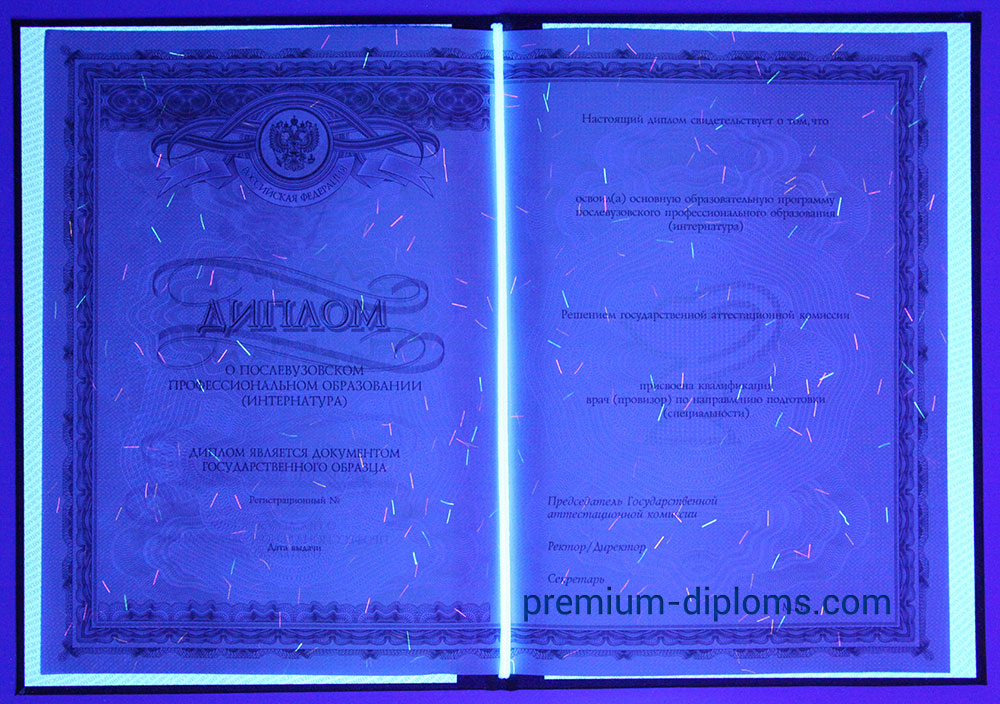 РОССИЙСКАЯ ФЕДЕРАЦИЯ
ДИПЛОМ
О ПОСЛЕВУЗОВСКОМ
ПРОФЕССИОНАЛЬНОМ ОБРАЗОВАНИИ
(ИНТЕРНАТУРА)
ДИПЛОМ ЯВЛЯЕТСЯ ДОКУМЕНТОМ
ГОСУДАРСТВЕННОГО ОБРАЗЦА
Регистрационный №
Дата выдачи
Настоящий диплом свидетельствует о том, что
освоил(а) основную образовательную программу
послевузовского профессионального образования
(интернатура)
Решением государственной аттестационной комиссии
присвоена квалификация
врач (провизор) по направлению подготовки
(специальности)
Председатель Государственной
аттестационной комиссии
Ректор/Директор
Секретарь
premium-diploms.com